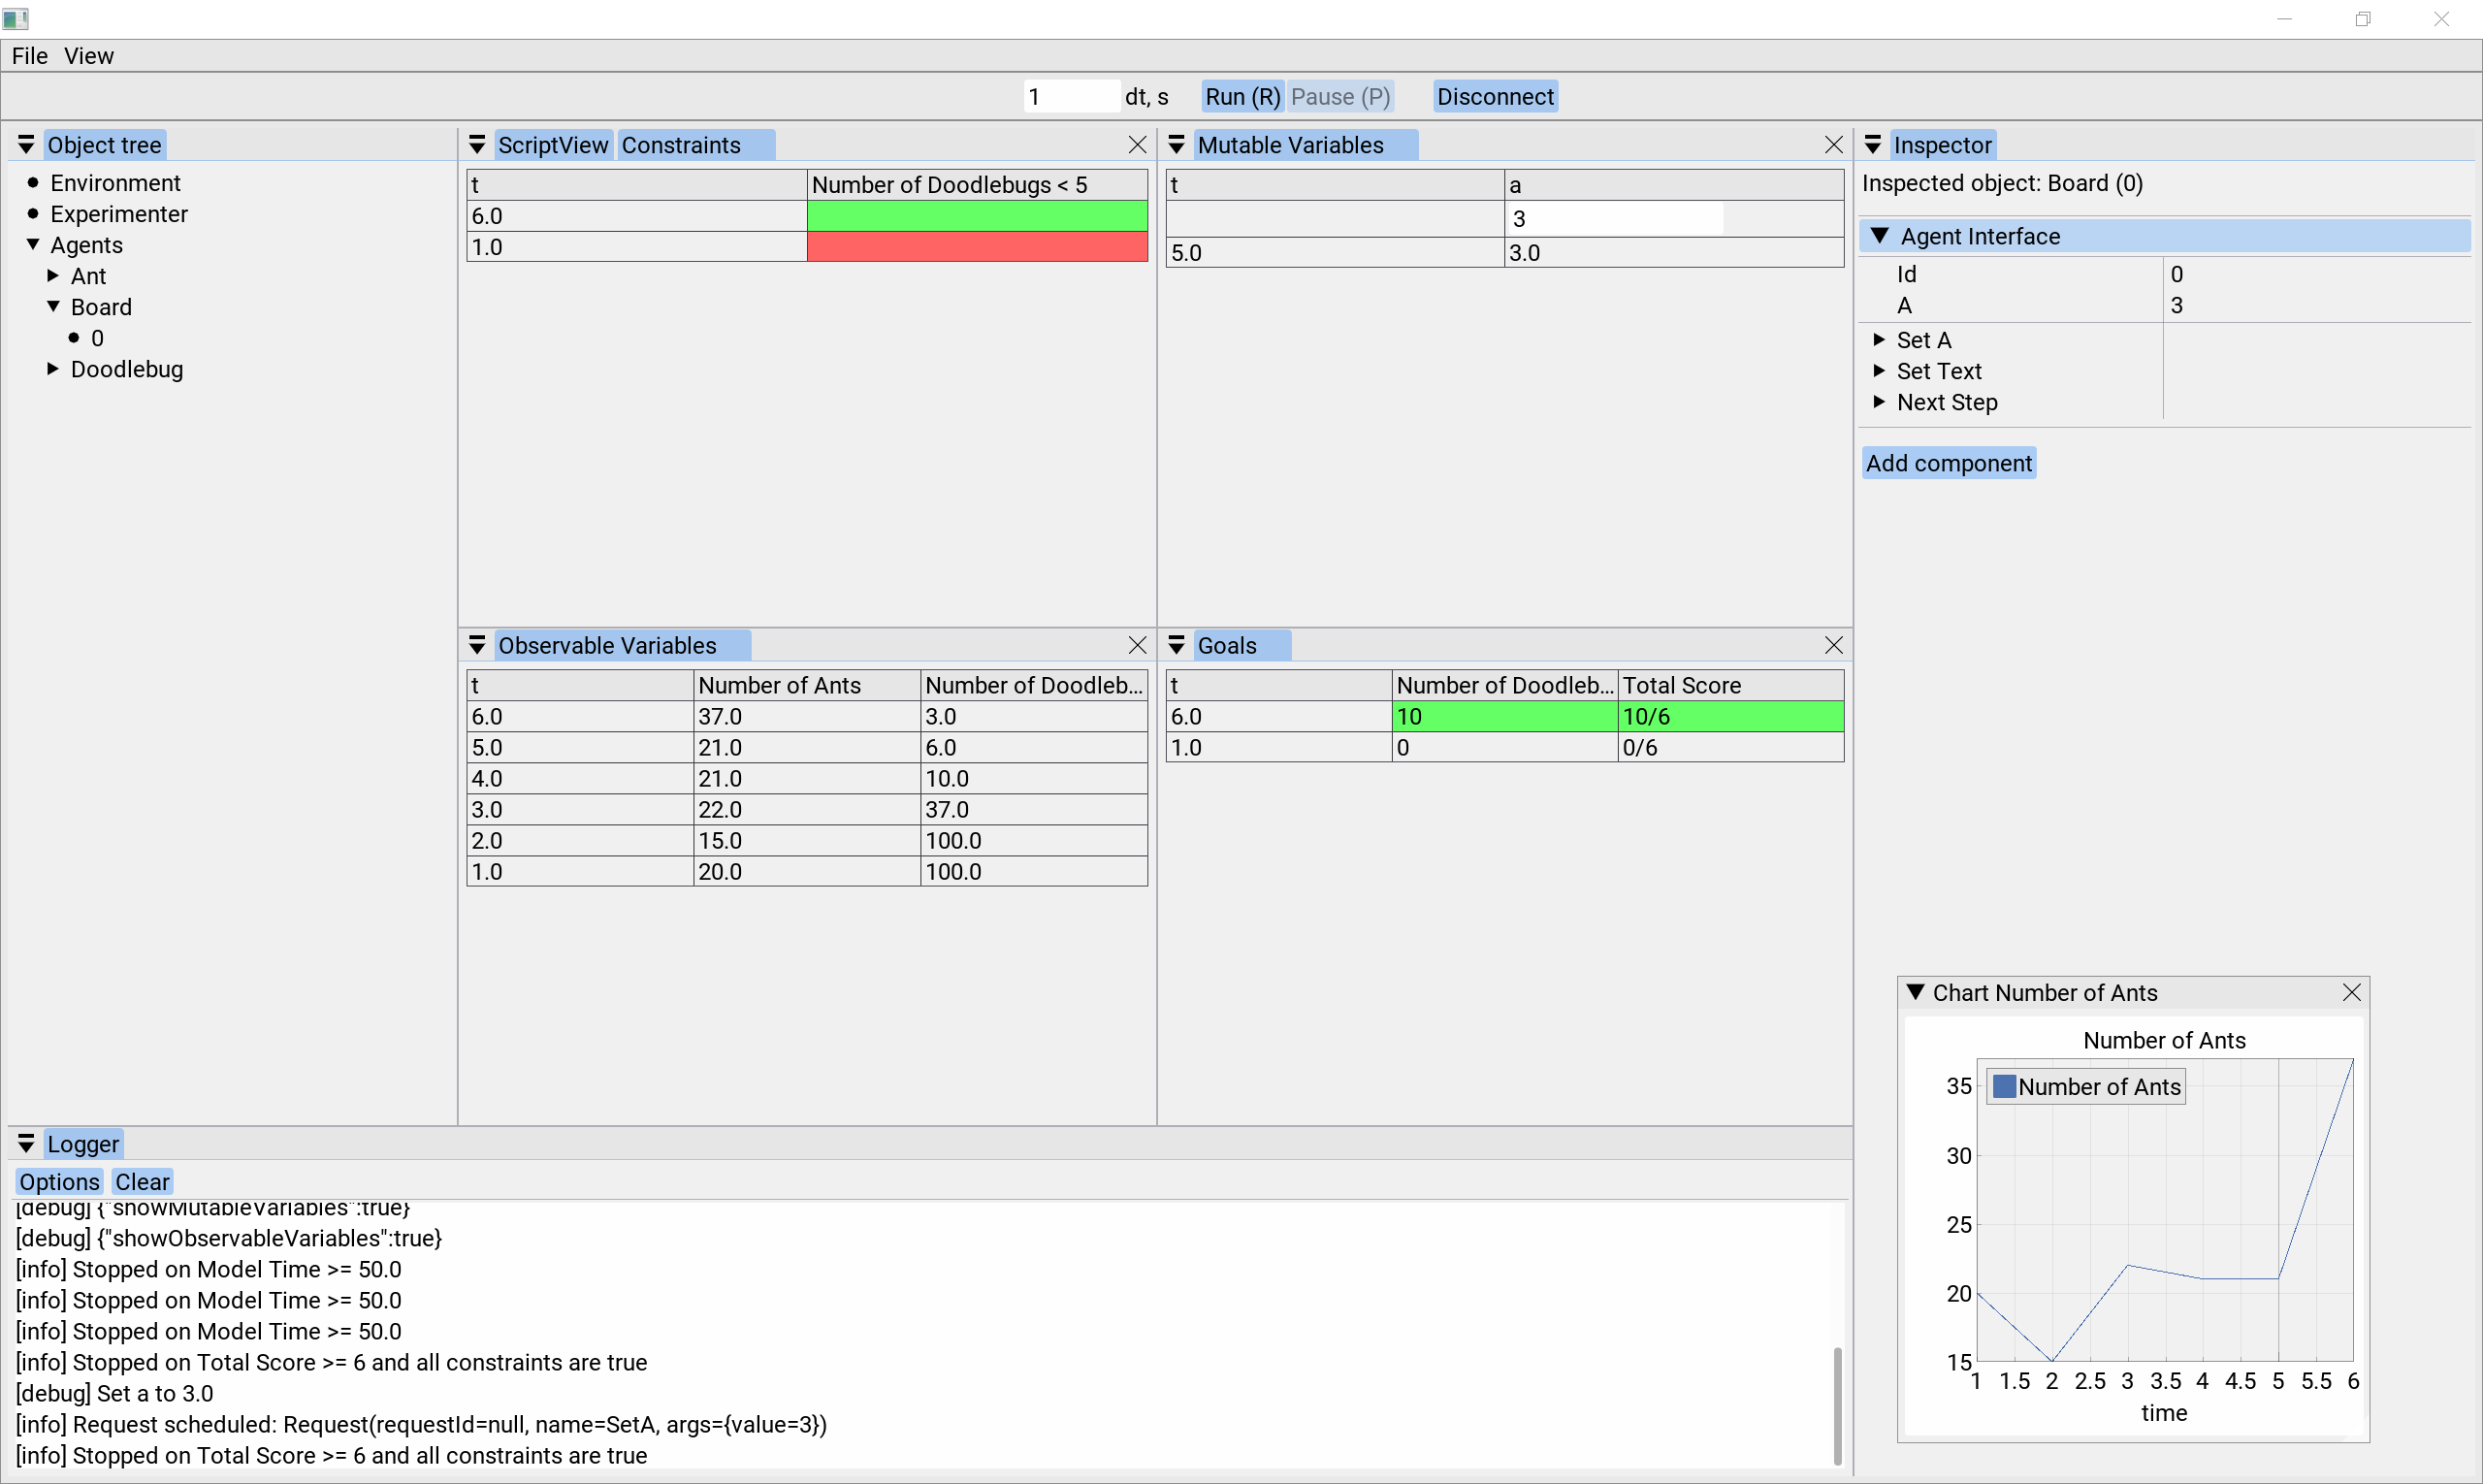 File View
1 dt, s Run (R) Pause (P) Disconnect
Object tree
Environment
Experimenter
Agents
Ant
Board
0
Doodlebug
ScriptView Constraints
t Number of Doodlebugs < 5
6.0
1.0
Mutable Variables
t a
3
5.0 3.0
Inspector
Inspected object: Board (0)
Agent Interface
Id 0
A 3
Set A
Set Text
Next Step
Add component
Observable Variables
t Number of Ants Number of Doodleb...
6.0 37.0 3.0
5.0 21.0 6.0
4.0 21.0 10.0
3.0 22.0 37.0
2.0 15.0 100.0
1.0 20.0 100.0
Goals
t Number of Doodleb... Total Score
6.0 10 10/6
1.0 0 0/6
Chart Number of Ants
Number of Ants
Number of Ants
35
30
25
20
15
1 1.5 2 2.5 3 3.5 4 4.5 5 5.5 6
time
Logger
Options Clear
[debug] {"showMutableVariables":true}
[debug] {"showObservableVariables":true}
[info] Stopped on Model Time >= 50.0
[info] Stopped on Model Time >= 50.0
[info] Stopped on Model Time >= 50.0
[info] Stopped on Total Score >= 6 and all constraints are true
[debug] Set a to 3.0
[info] Request scheduled: Request(requestId=null, name=SetA, args={value=3})
[info] Stopped on Total Score >= 6 and all constraints are true